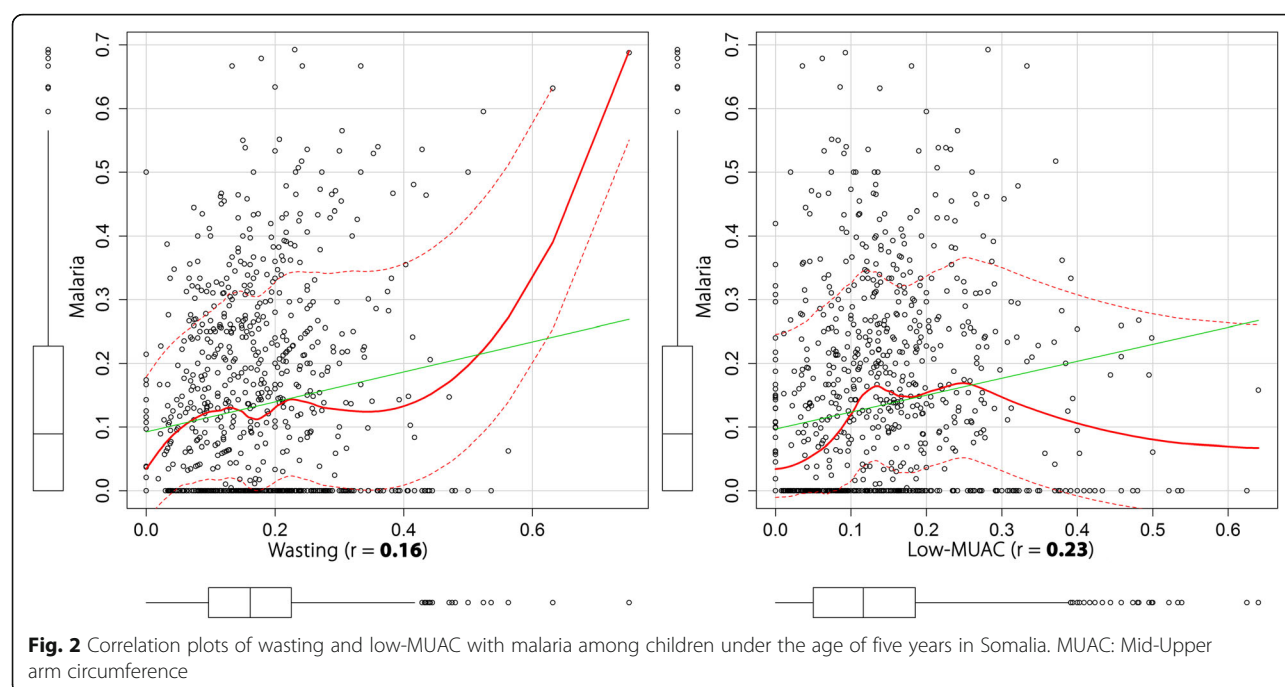 0.7
0.6
0.5
0.4
0.3
0.2
0.1
0.0
Malaria
0.0 0.2 0.4 0.6
Wasting (r = 0.16)
0.7
0.6
0.5
0.4
0.3
0.2
0.1
0.0
Malaria
0.0 0.1 0.2 0.3 0.4 0.5 0.6
Low-MUAC (r = 0.23)
Fig. 2 Correlation plots of wasting and low-MUAC with malaria among children under the age of five years in Somalia. MUAC: Mid-Upper
arm circumference